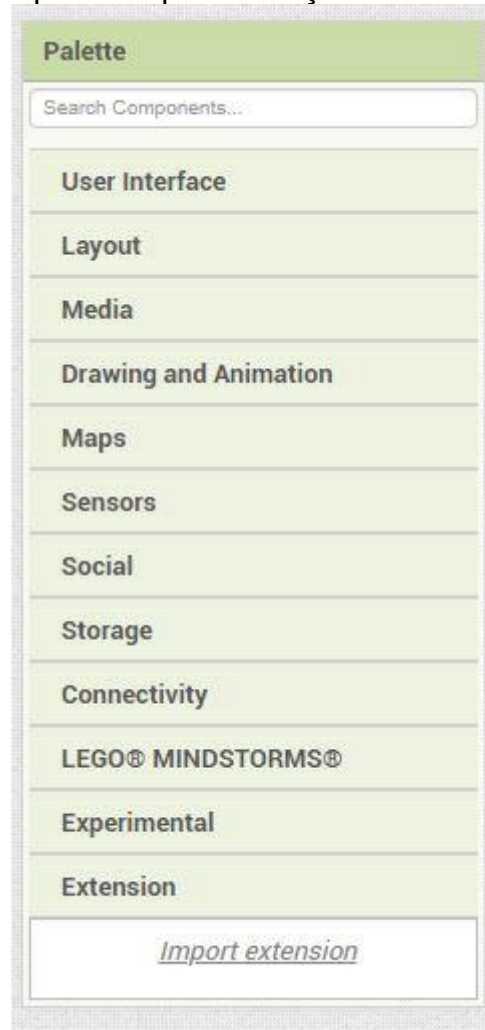 Palette
Search Components...
User Interface
Layout
Media
Drawing and Animation
Maps
Sensors
Social
Storage
Connectivity
LEGO® MINDSTORMS®
Experimental
Extension
Import extension